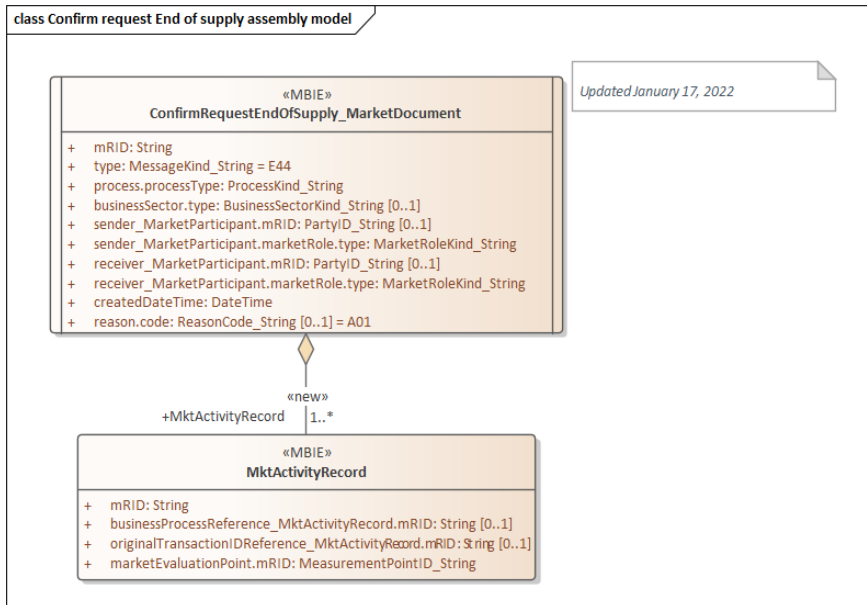 class Confirm request End of supply assembly model
Updated January 17, 2022
«MBIE»
ConfirmRequestEndOfSupply_MarketDocument
+ mRID: String
+ type: MessageKind_String = E44
+ process.processType: ProcessKind_String
+ businessSector.type: BusinessSectorKind_String [0..1]
+ sender_MarketParticipant.mRID: PartyID_String [0..1]
+ sender_MarketParticipant.marketRole.type: MarketRoleKind_String
+ receiver_MarketParticipant.mRID: PartyID_String [0..1]
+ receiver_MarketParticipant.marketRole.type: MarketRoleKind_String
+ createdDateTime: DateTime
+ reason.code: ReasonCode_String [0..1] = A01
«new»
+MktActivityRecord 1..*
«MBIE»
MktActivityRecord
+ mRID: String
+ businessProcessReference_MktActivityRecord.mRID: String [0..1]
+ originalTransactionIDReference_MktActivityRecord.mRID: String [0..1]
+ marketEvaluationPoint.mRID: MeasurementPointID_String